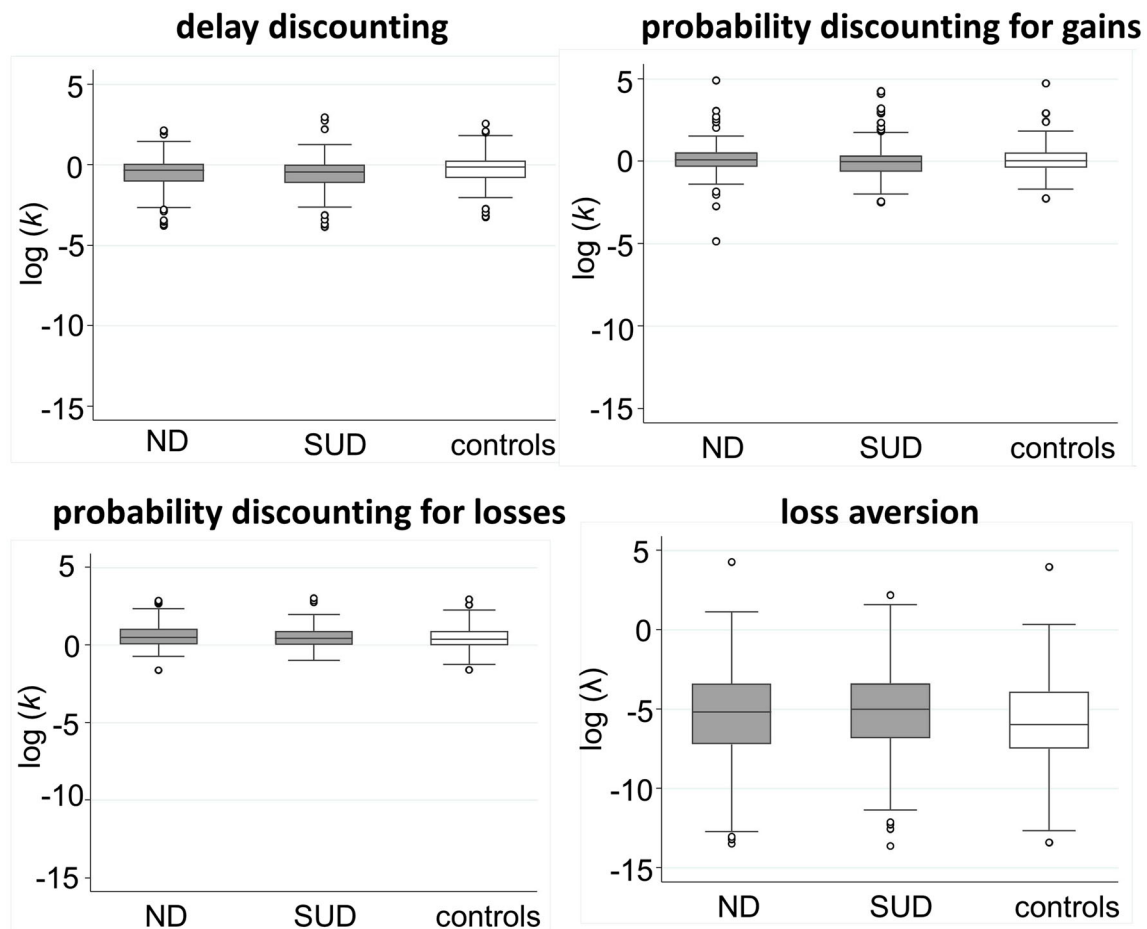 delay discounting
5
0
-5
-10
-15
log (k)
ND SUD controls
probability discounting for gains
5
0
-5
-10
-15
log (k)
ND SUD controls
probability discounting for losses
5
0
-5
-10
-15
log (k)
ND SUD controls
loss aversion
5
0
-5
-10
-15
log (λ)
ND SUD controls